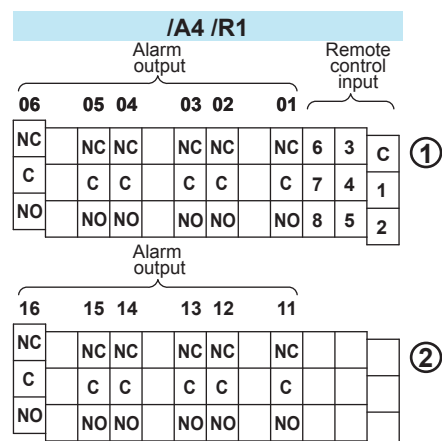 /A4 /R1
Alarm output
Remote control input
06 05 04 03 02 01
NC NC NC NC NC NC 6 3 C
C C C C C C 7 4 1
NO NO NO NO NO NO 8 5 2
①
Alarm output
16 15 14 13 12 11
NC NC NC NC NC NC
C C C C C C
NO NO NO NO NO NO
②